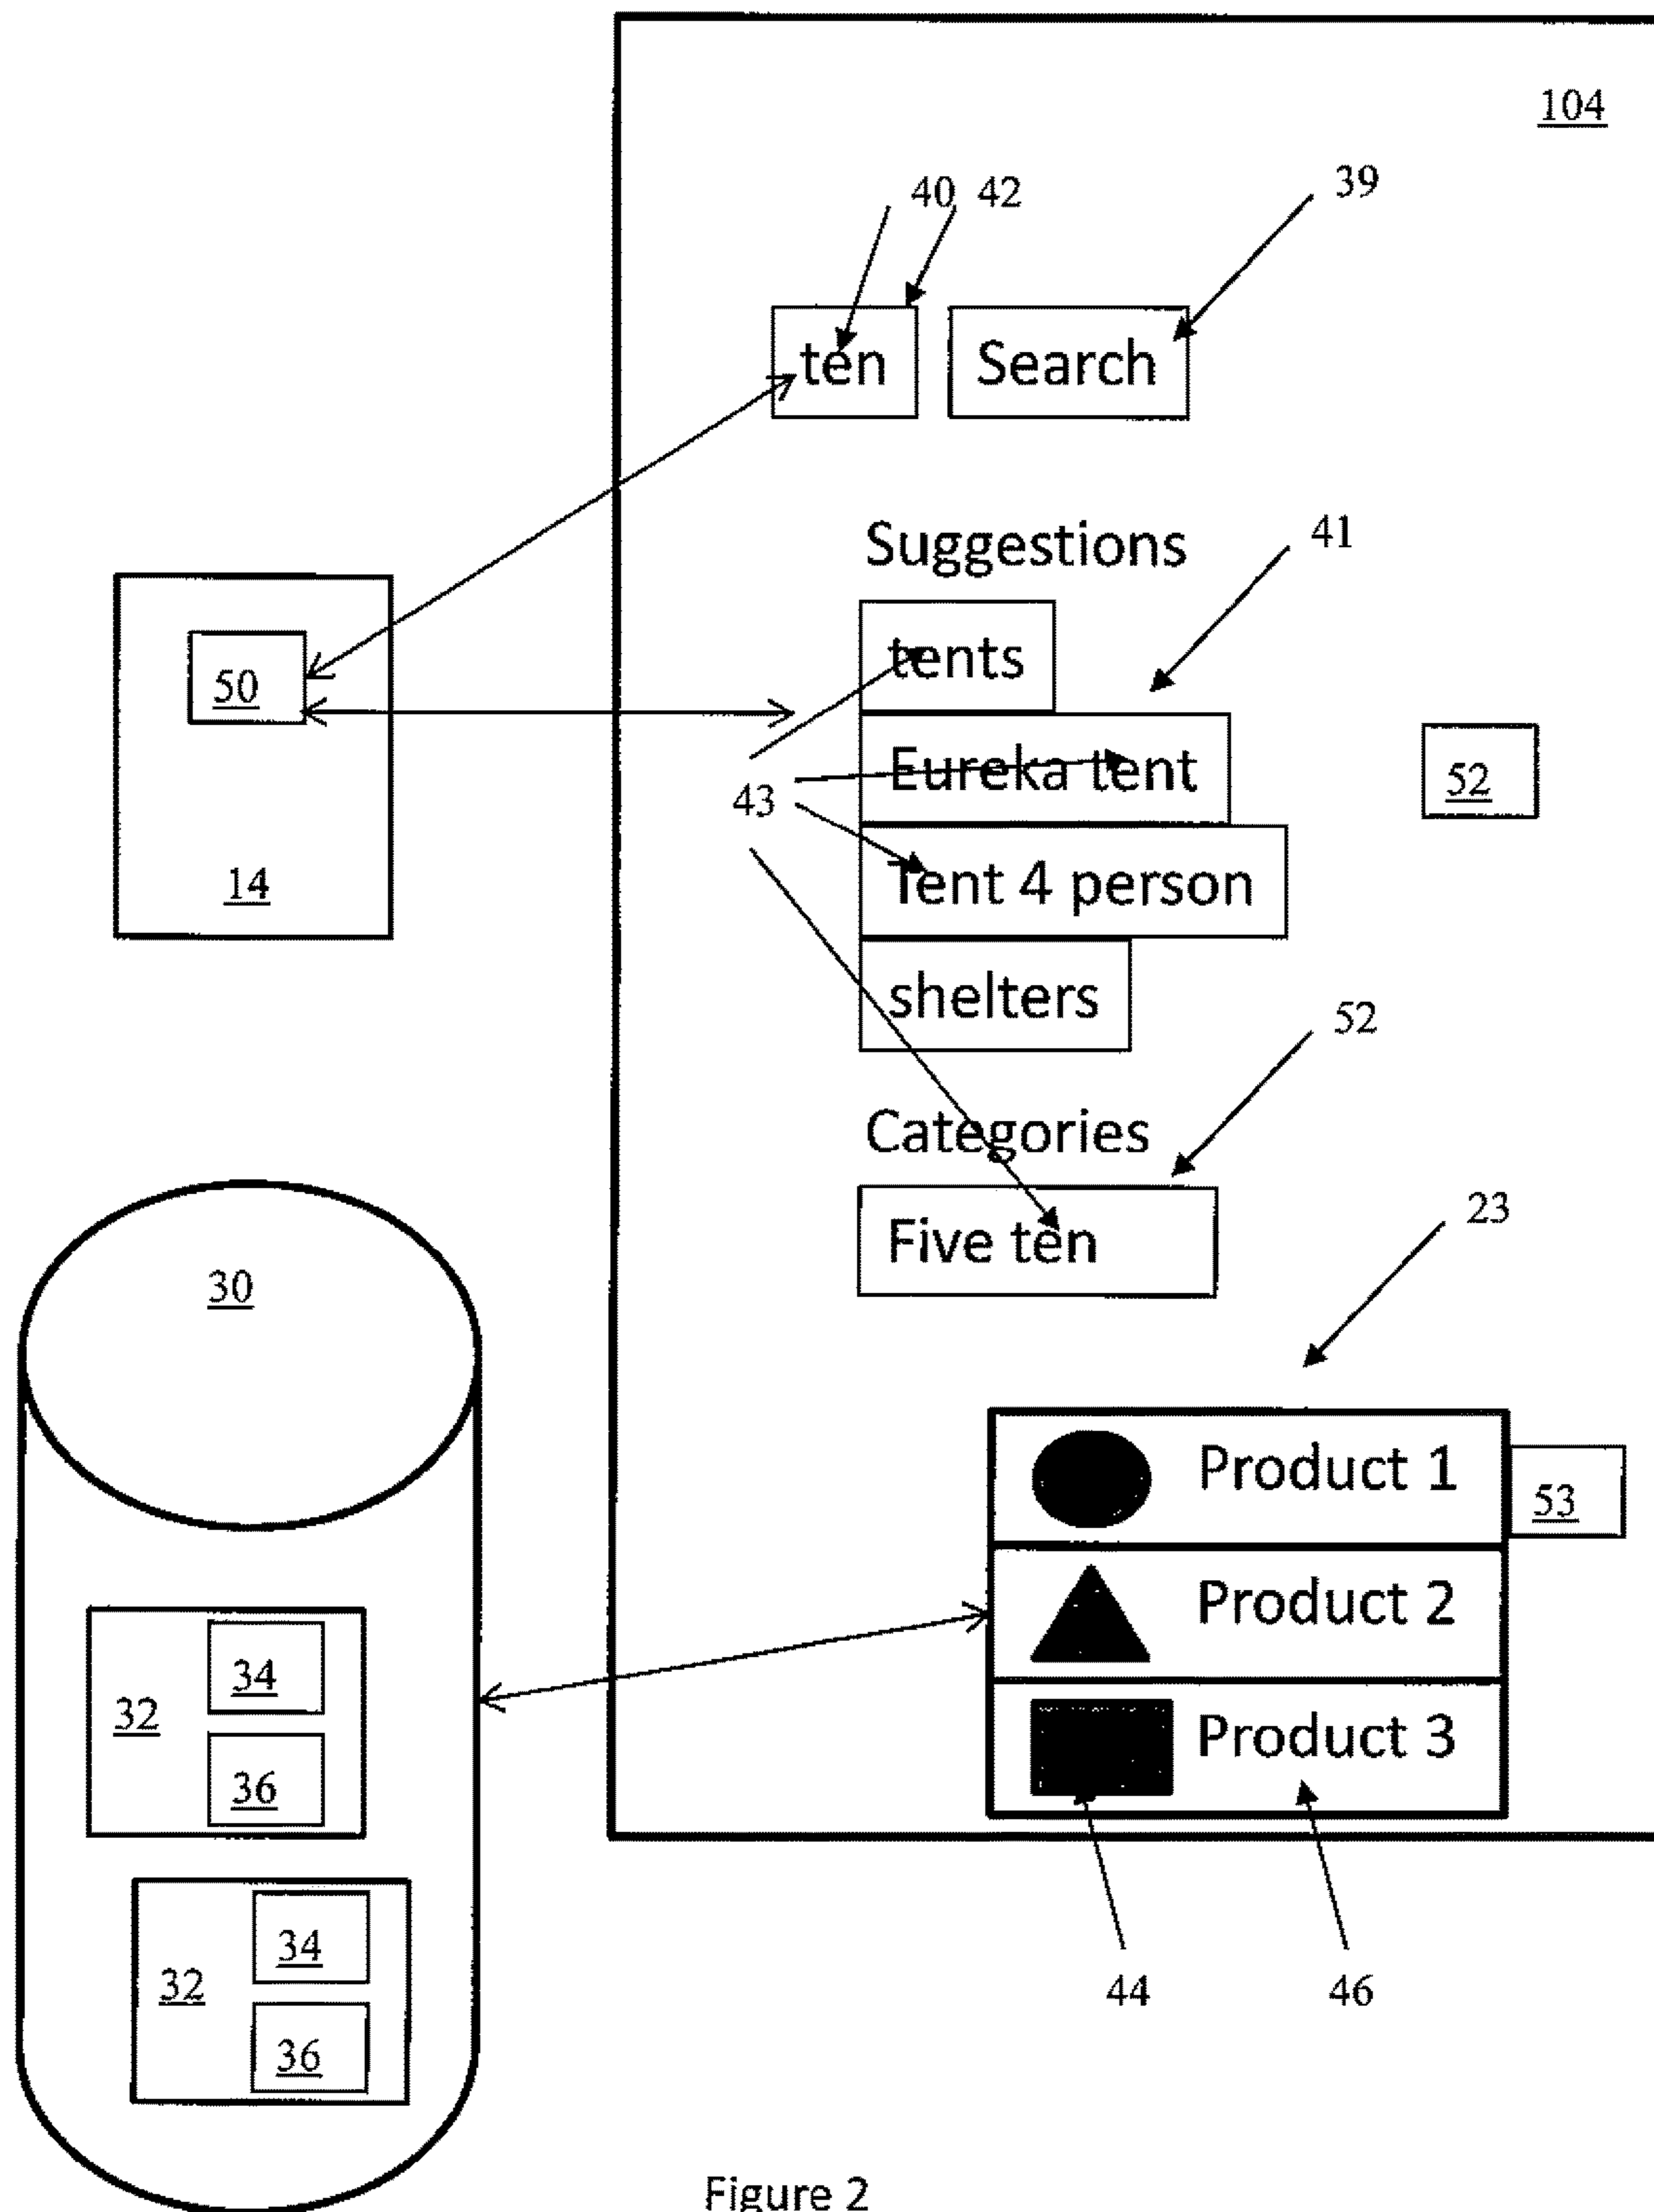 104
40 42 39
ten Search
Suggestions 41
tents
50
Eureka tent 52
43
Tent 4 person
14
shelters
52
Categories
23
Five ten
30
Product 1
53
Product 2
34
32
Product 3
36
34
32
44 46
36
Figure 2